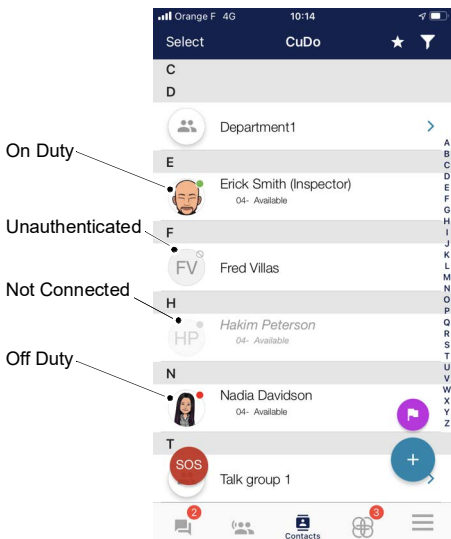 Orange F 4G 10:14
Select CuDo
C
D
Department1
On Duty
E
Erick Smith (Inspector)
04- Available
Unauthenticated
F
FV Fred Villas
Not Connected
H
HP Hakim Peterson
04- Available
Off Duty
N
Nadia Davidson
04- Available
T
SOS
Talk group 1
+
2
3
Contacts
A
B
C
D
E
F
G
H
I
J
K
L
M
N
O
P
Q
R
S
T
U
V
W
X
Y
Z